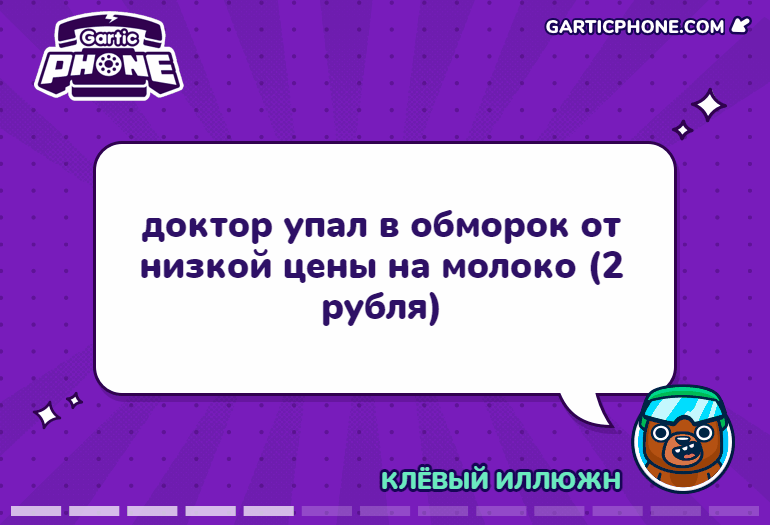 Gartic
PHONE
GARTICPHONE.COM
доктор упал в обморок от
низкой цены на молоко (2
рубля)
КЛЁВЫЙ ИЛЛЮЖН